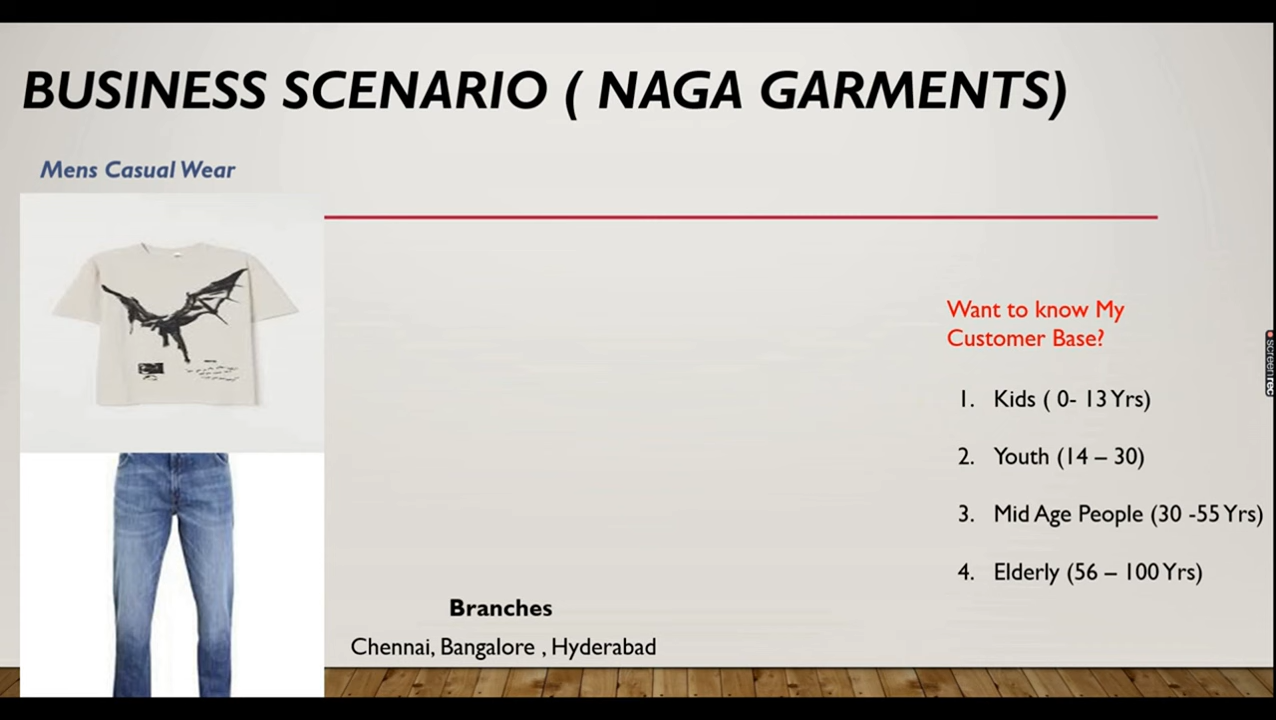 BUSINESS SCENARIO ( NAGA GARMENTS)
Mens Casual Wear
Want to know My
Customer Base?
1. Kids ( 0- 13 Yrs)
2. Youth (14 – 30)
3. Mid Age People (30 -55 Yrs)
4. Elderly (56 – 100 Yrs)
Branches
Chennai, Bangalore , Hyderabad
screenrec